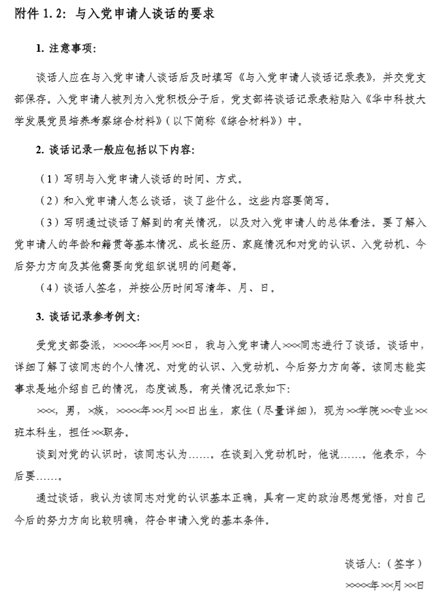 附件 1.2：与入党申请人谈话的要求
1. 注意事项：
谈话人应在与入党申请人谈话后及时填写《与入党申请人谈话记录表》，并交党支
部保存。入党申请人被列为入党积极分子后，党支部将谈话记录表粘贴入《华中科技大
学发展党员培养考察综合材料》（以下简称《综合材料》）中。
2. 谈话记录一般应包括以下内容：
（1）写明与入党申请人谈话的时间、方式。
（2）和入党申请人怎么谈话，谈了些什么。这些内容要简写。
（3）写明通过谈话了解到的有关情况，以及对入党申请人的总体看法。要了解入
党申请人的年龄和籍贯等基本情况、成长经历、家庭情况和对党的认识、入党动机、今
后努力方向及其他需要向党组织说明的问题等。
（4）谈话人签名，并按公历时间写清年、月、日。
3. 谈话记录参考例文：
受党支部委派，××××年××月××日，我与入党申请人×××同志进行了谈话。谈话中，
详细了解了该同志的个人情况、对党的认识、入党动机、今后努力方向等。该同志能实
事求是地介绍自己的情况，态度诚恳。有关情况记录如下：
×××，男，×族，××××年××月××日出生，家住（尽量详细），现为××学院××专业××
班本科生，担任××职务。
谈到对党的认识时，该同志认为……。在谈到入党动机时，他说……。他表示，今
后要……。
通过谈话，我认为该同志对党的认识基本正确，具有一定的政治思想觉悟，对自己
今后的努力方向比较明确，符合申请入党的基本条件。
谈话人：（签字）
××××年××月××日